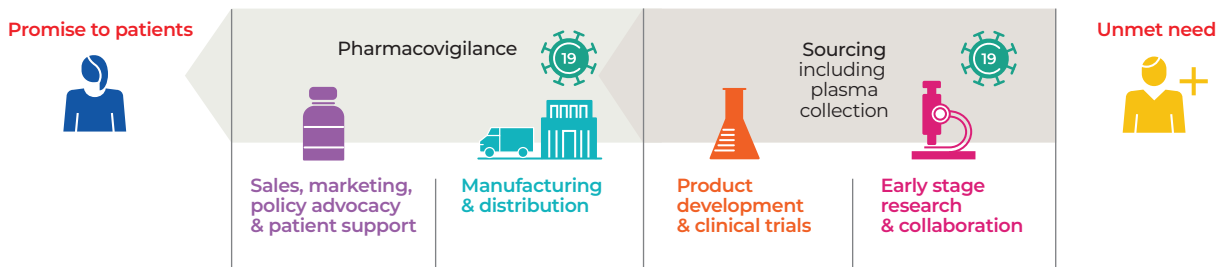 Promise to patients
Pharmacovigilance
19
Sourcing
including
plasma
collection
19
Unmet need
Sales, marketing,
policy advocacy
& patient support
Manufacturing
& distribution
Product
development
& clinical trials
Early stage
research
& collaboration